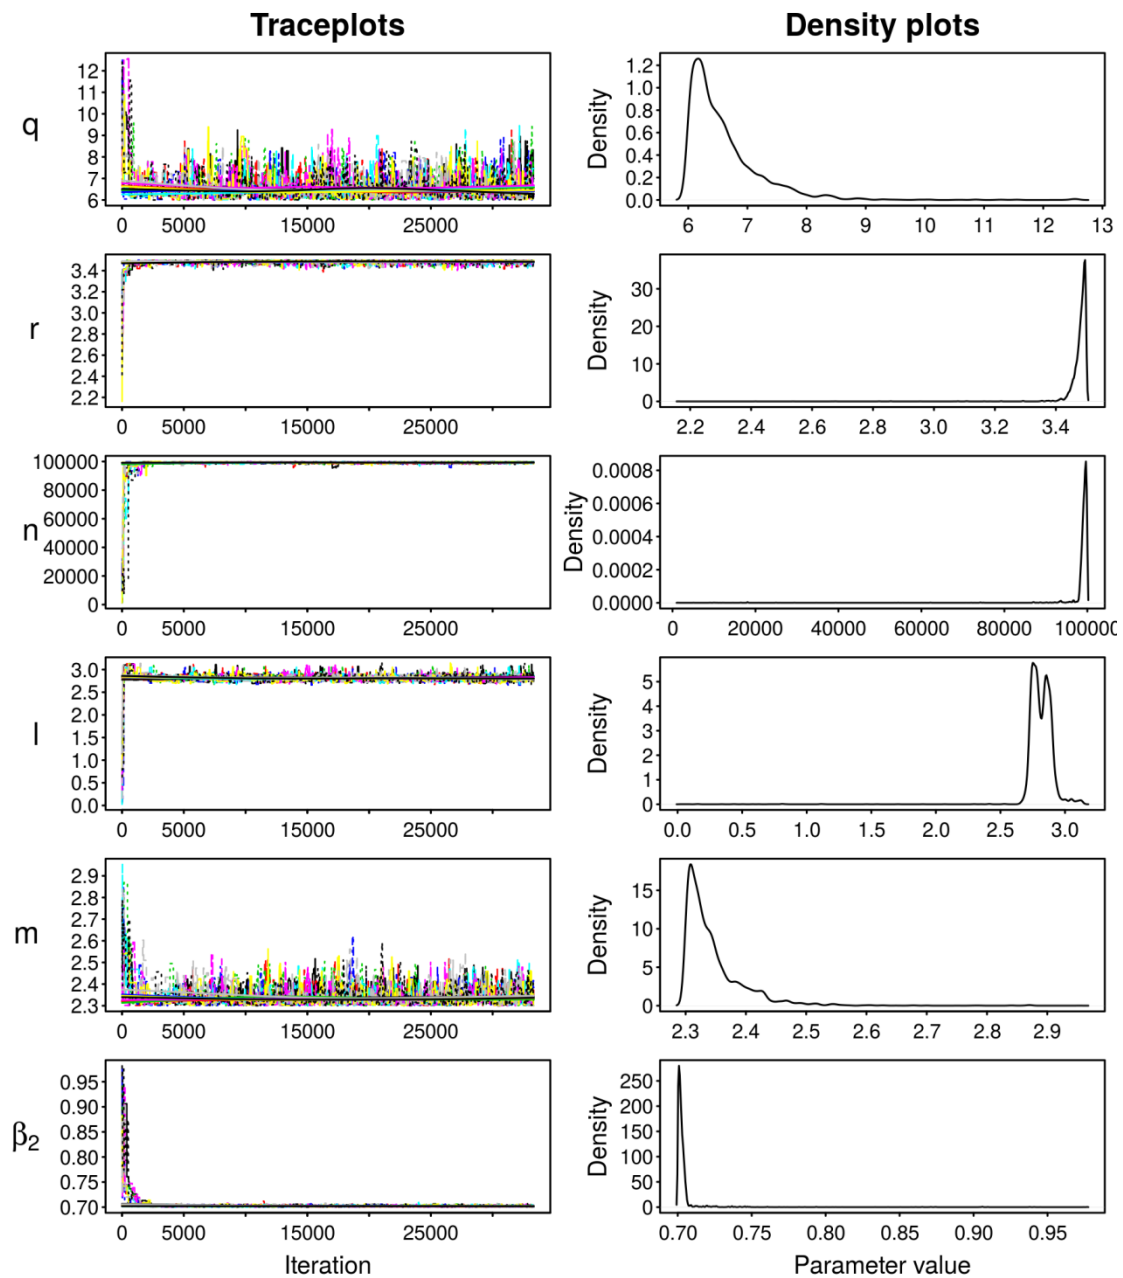 Traceplots
Density plots
q
12
11
10
9
8
7
6
0 5000 15000 25000
Density
1.2
1.0
0.8
0.6
0.4
0.2
0.0
6 7 8 9 10 11 12 13
r
3.4
3.2
3.0
2.8
2.6
2.4
2.2
0 5000 15000 25000
Density
30
20
10
0
2.2 2.4 2.6 2.8 3.0 3.2 3.4
n
100000
80000
60000
40000
20000
0
0 5000 15000 25000
Density
0.0008
0.0006
0.0004
0.0002
0.0000
0 20000 40000 60000 80000 100000
l
3.0
2.5
2.0
1.5
1.0
0.5
0.0
0 5000 15000 25000
Density
5
4
3
2
1
0
0.0 0.5 1.0 1.5 2.0 2.5 3.0
m
2.9
2.8
2.7
2.6
2.5
2.4
2.3
0 5000 15000 25000
Density
15
10
5
0
2.3 2.4 2.5 2.6 2.7 2.8 2.9
β₂
0.95
0.90
0.85
0.80
0.75
0.70
0 5000 15000 25000
Iteration
Density
250
200
150
100
50
0
0.70 0.75 0.80 0.85 0.90 0.95
Parameter value